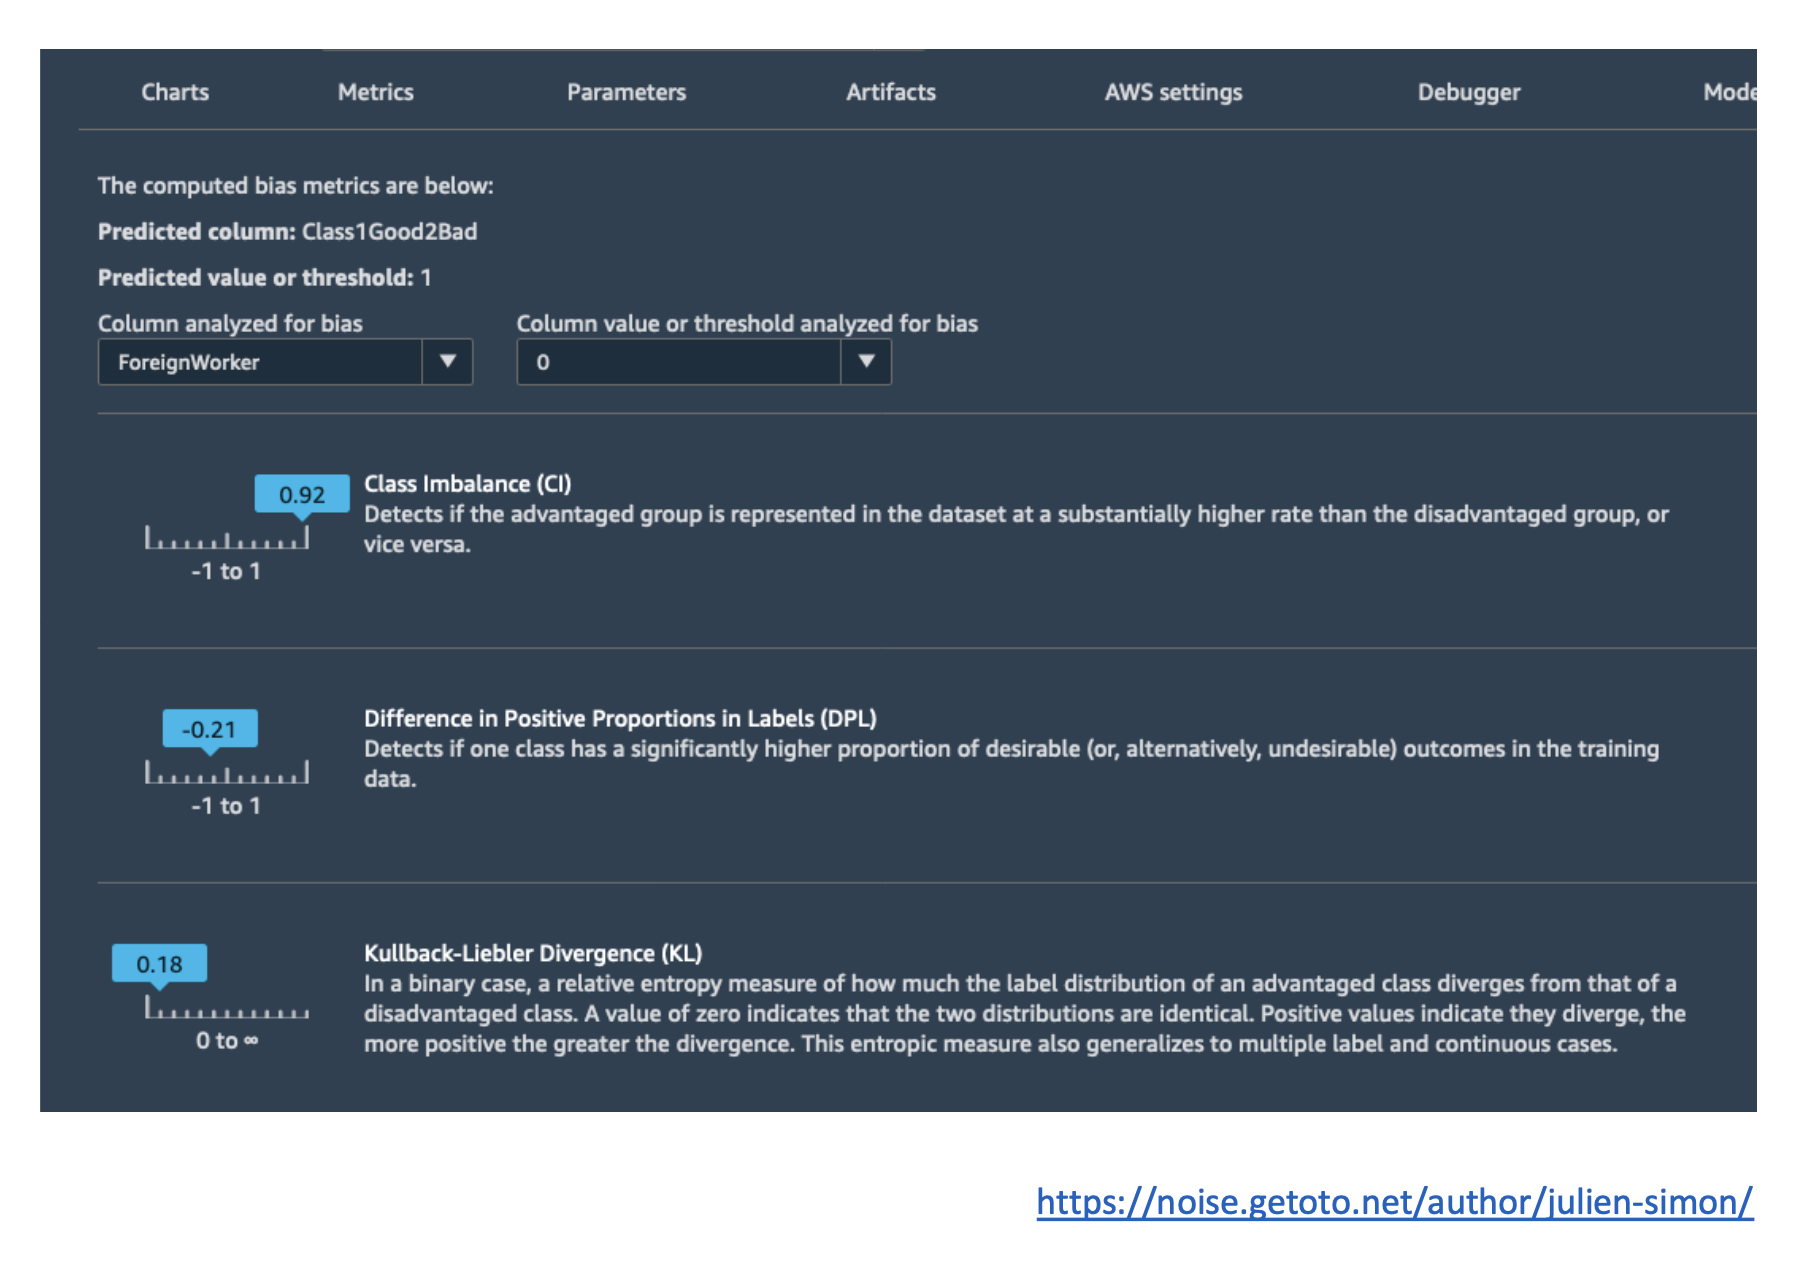 Charts Metrics Parameters Artifacts AWS settings Debugger Mode
The computed bias metrics are below:
Predicted column: Class1Good2Bad
Predicted value or threshold: 1
Column analyzed for bias Column value or threshold analyzed for bias
ForeignWorker 0
0.92
-1 to 1
Class Imbalance (CI)
Detects if the advantaged group is represented in the dataset at a substantially higher rate than the disadvantaged group, or
vice versa.
-0.21
-1 to 1
Difference in Positive Proportions in Labels (DPL)
Detects if one class has a significantly higher proportion of desirable (or, alternatively, undesirable) outcomes in the training
data.
0.18
0 to ∞
Kullback-Liebler Divergence (KL)
In a binary case, a relative entropy measure of how much the label distribution of an advantaged class diverges from that of a
disadvantaged class. A value of zero indicates that the two distributions are identical. Positive values indicate they diverge, the
more positive the greater the divergence. This entropic measure also generalizes to multiple label and continuous cases.
https://noise.getoto.net/author/julien-simon/